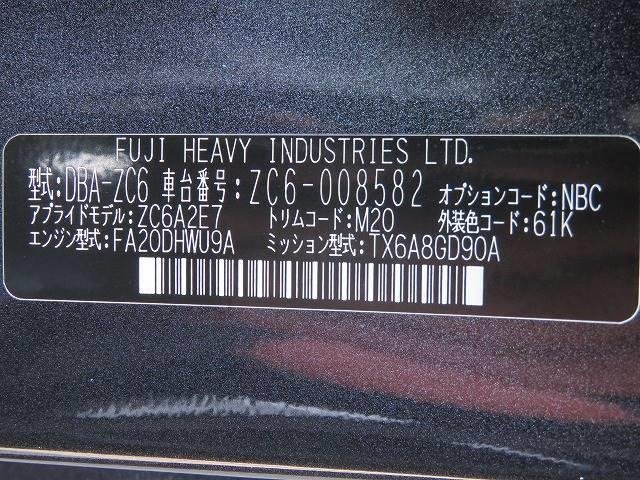 FUJI HEAVY INDUSTRIES LTD.
型式:DBA-ZC6 車台番号:ZC6-008582 オプションコード:NBC
アプライドモデル:ZC6A2E7 トリムコード:M20 外装色コード:61K
エンジン型式:FA20DHWU9A ミッション型式:TX6A8GD90A